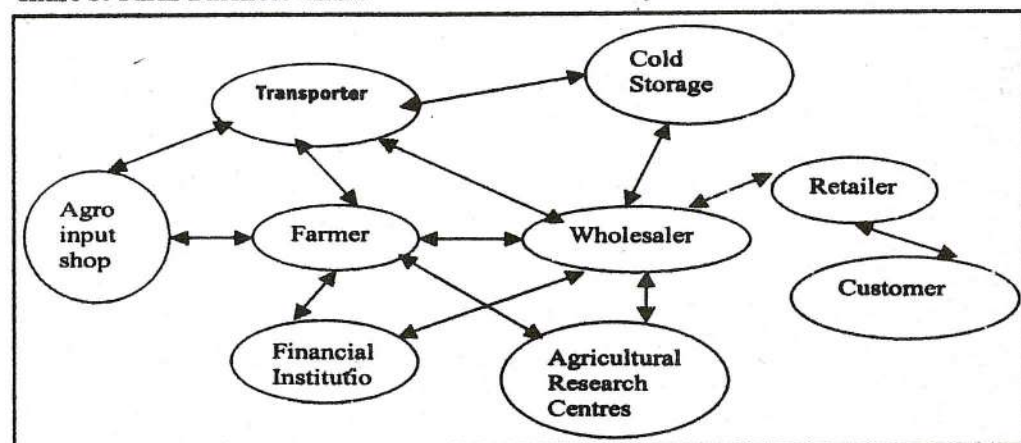 Transporter
Cold
Storage
Agro
input
shop
Farmer
Wholesaler
Retailer
Customer
Financial
Institutio
Agricultural
Research
Centres